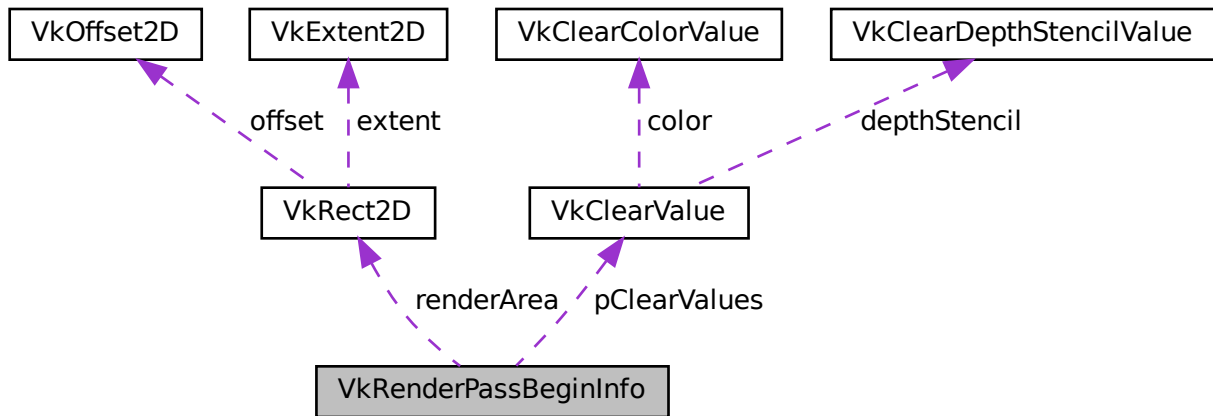 VkOffset2D
VkExtent2D
VkClearColorValue
VkClearDepthStencilValue
offset
extent
color
depthStencil
VkRect2D
VkClearValue
renderArea
pClearValues
VkRenderPassBeginInfo